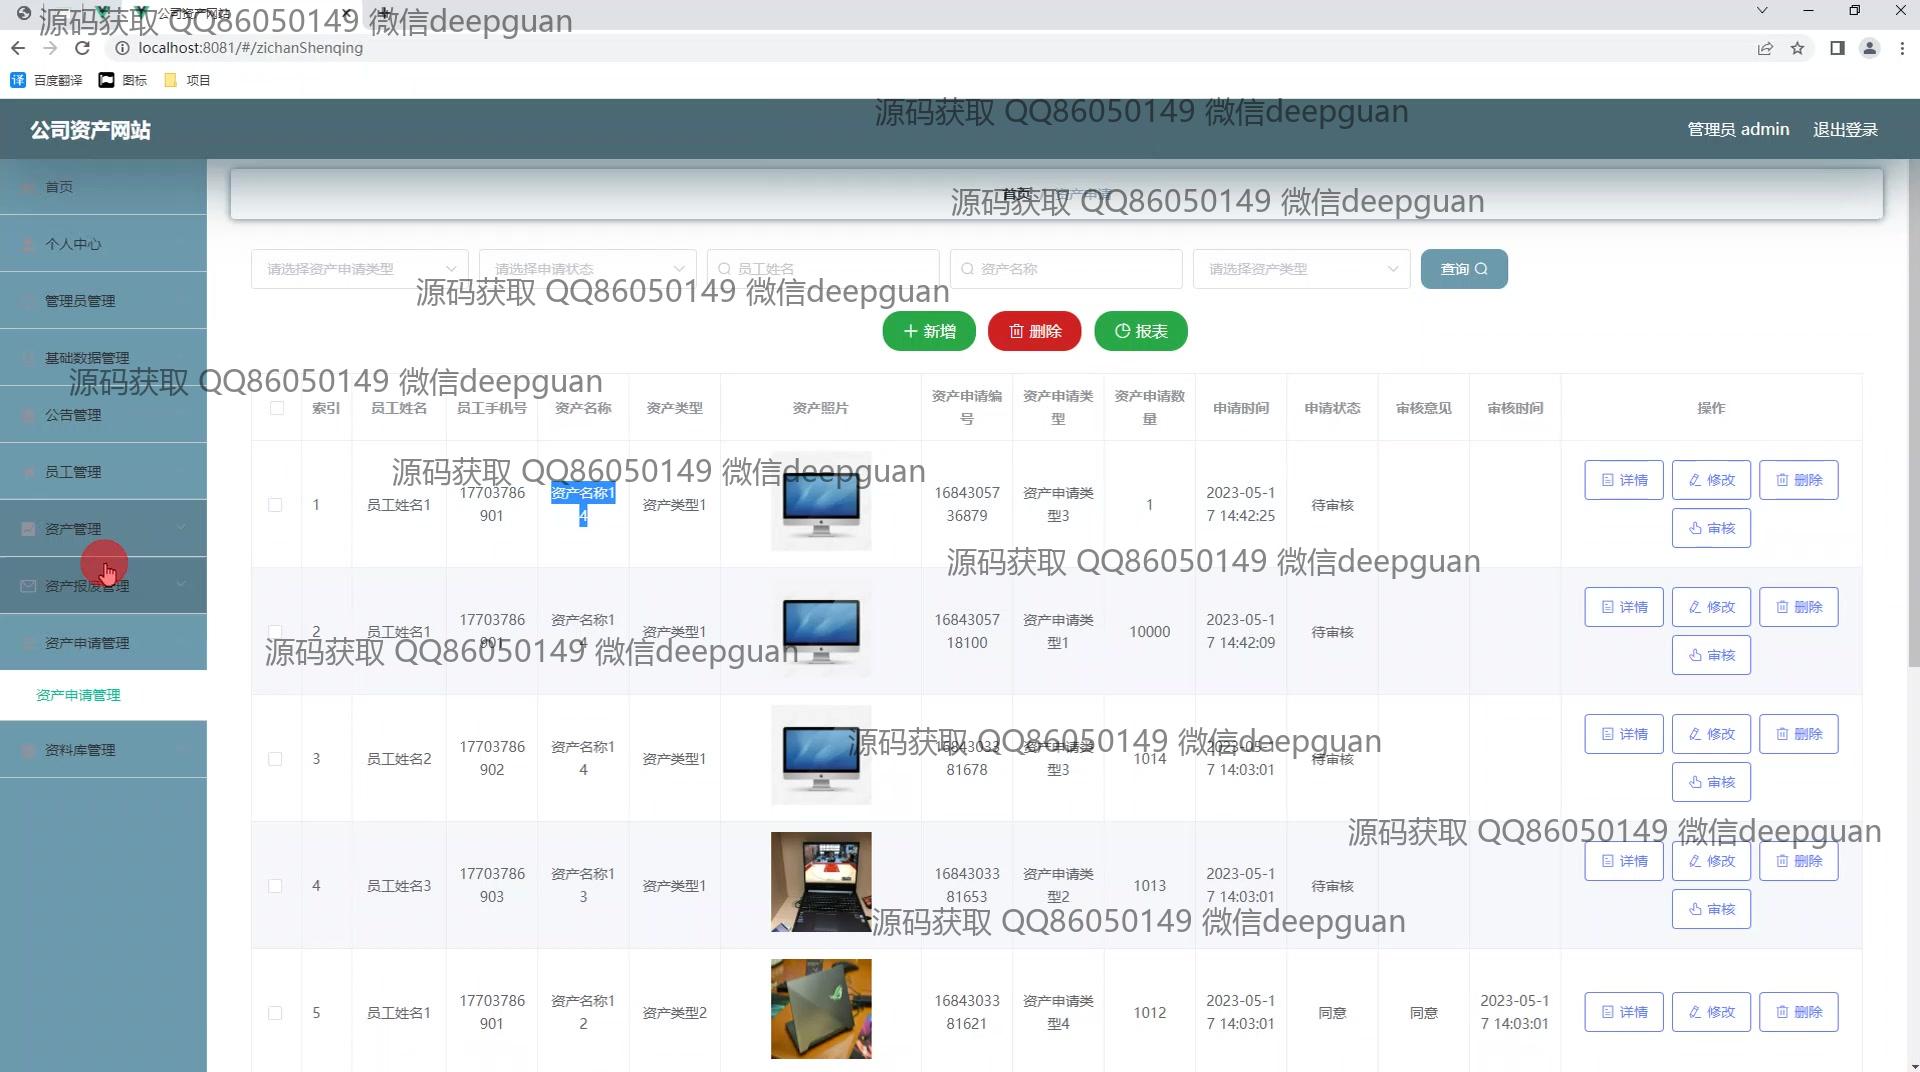 公司资产网站
源码获取 QQ86050149 微信deepguan
localhost:8081/#/zichanShenqing
百度翻译 图标 项目
源码获取 QQ86050149 微信deepguan
公司资产网站
管理员 admin 退出登录
首页
个人中心
管理员管理
基础数据管理
公告管理
员工管理
资产管理
资产报废管理
资产申请管理
资产申请管理
资料库管理
首页 资产申请
源码获取 QQ86050149 微信deepguan
请选择资产申请类型 请选择申请状态 员工姓名 资产名称 请选择资产类型 查询
源码获取 QQ86050149 微信deepguan
新增 删除 报表
源码获取 QQ86050149 微信deepguan
索引 员工姓名 员工手机号 资产名称 资产类型 资产照片 资产申请编号 资产申请类型 资产申请数量 申请时间 申请状态 审核意见 审核时间 操作
源码获取 QQ86050149 微信deepguan
1 员工姓名1 17703786901 资产名称14 资产类型1 1684305736879 资产申请类型3 1 2023-05-17 14:42:25 待审核 详情 修改 删除 审核
源码获取 QQ86050149 微信deepguan
2 员工姓名1 17703786901 资产名称14 资产类型1 1684305718100 资产申请类型1 10000 2023-05-17 14:42:09 待审核 详情 修改 删除 审核
源码获取 QQ86050149 微信deepguan
3 员工姓名2 17703786902 资产名称14 资产类型1 1684303381678 资产申请类型3 1014 2023-05-17 14:03:01 待审核 详情 修改 删除 审核
源码获取 QQ86050149 微信deepguan
源码获取 QQ86050149 微信deepguan
4 员工姓名3 17703786903 资产名称13 资产类型1 1684303381653 资产申请类型2 1013 2023-05-17 14:03:01 待审核 详情 修改 删除 审核
源码获取 QQ86050149 微信deepguan
5 员工姓名1 17703786901 资产名称12 资产类型2 1684303381621 资产申请类型4 1012 2023-05-17 14:03:01 同意 同意 2023-05-17 14:03:01 详情 修改 删除